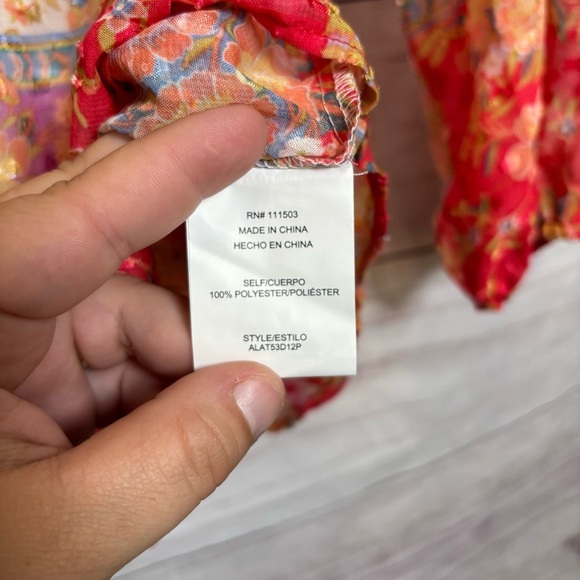 RN# 111503
MADE IN CHINA
HECHO EN CHINA
SELF/CUERPO
100% POLYESTER/POLIÉSTER
STYLE/ESTILO
ALAT53D12P